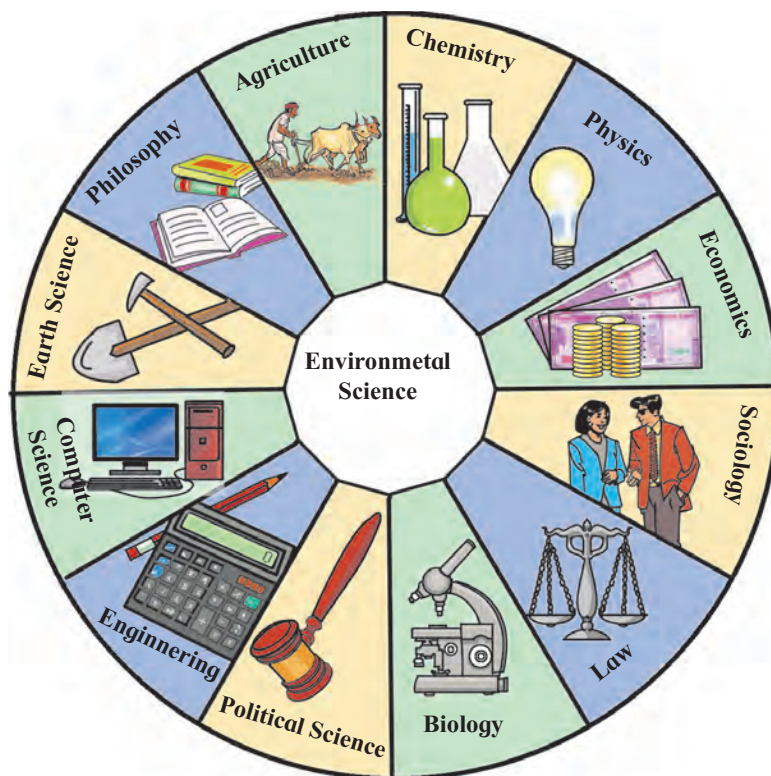 Environmetal
Science
Chemistry
Physics
Economics
Sociology
Law
Biology
Political Science
Enginnering
Computer
Science
Earth Science
Philosophy
Agriculture